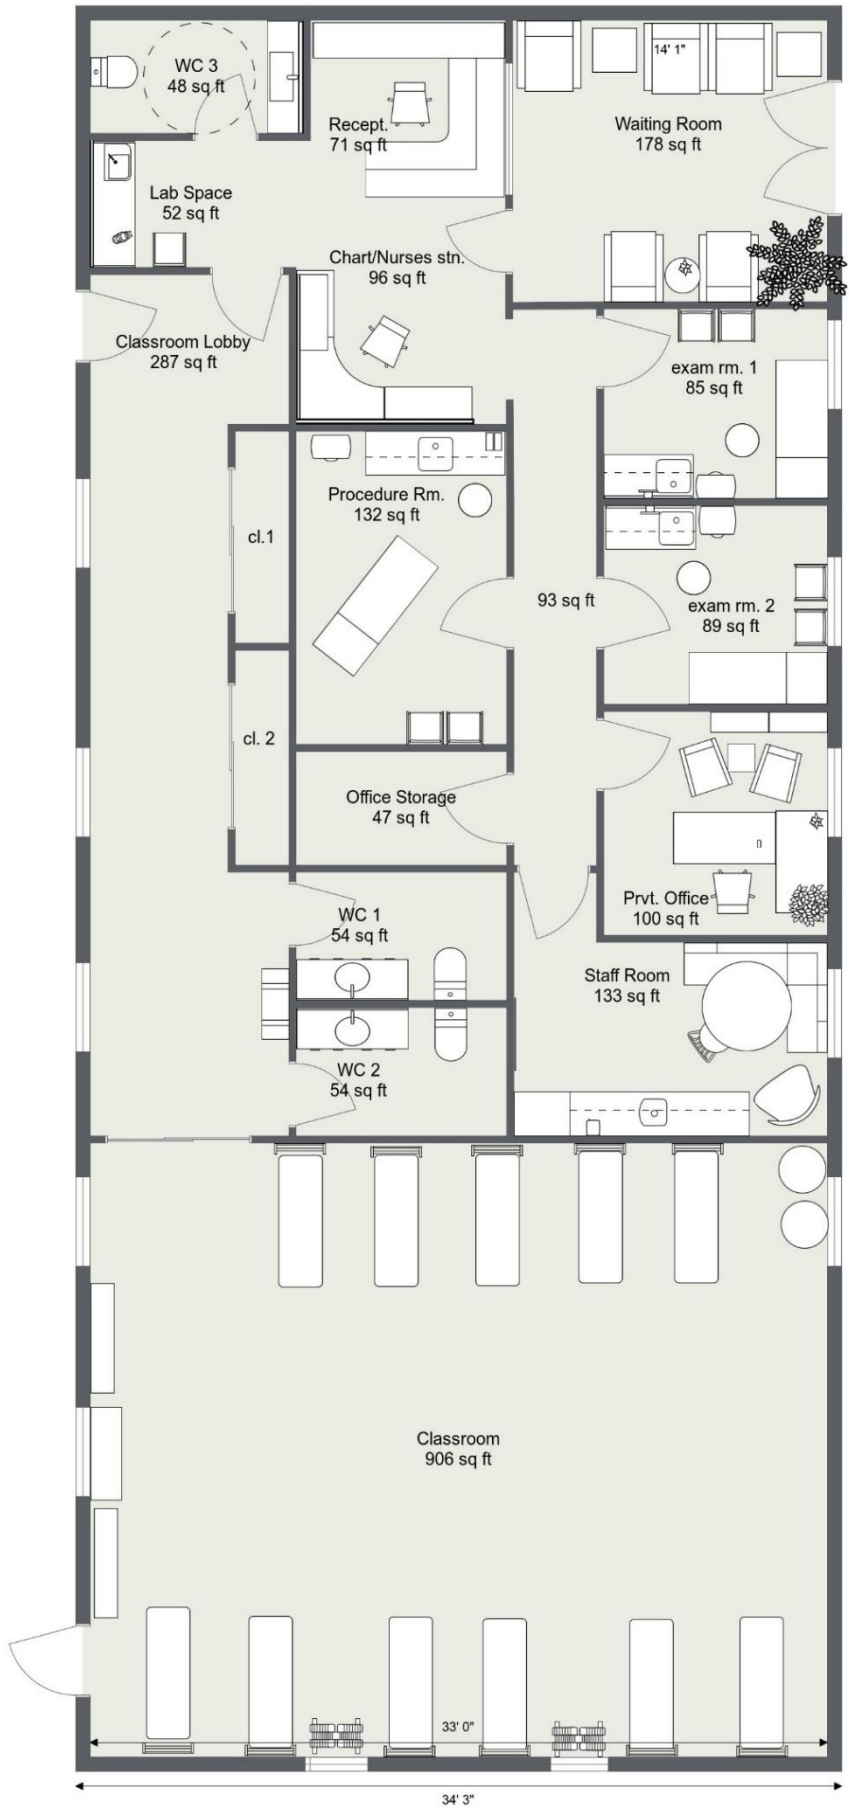 WC 3
48 sq ft
14' 1"
Recept.
71 sq ft
Waiting Room
178 sq ft
Lab Space
52 sq ft
Chart/Nurses stn.
96 sq ft
Classroom Lobby
287 sq ft
exam rm. 1
85 sq ft
Procedure Rm.
132 sq ft
cl.1
93 sq ft
exam rm. 2
89 sq ft
cl. 2
Office Storage
47 sq ft
Prvt. Office
100 sq ft
WC 1
54 sq ft
Staff Room
133 sq ft
WC 2
54 sq ft
Classroom
906 sq ft
33' 0"
34' 3"